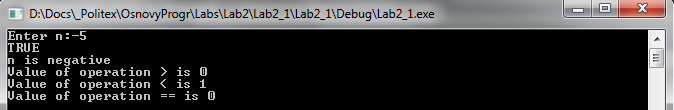 D:\Docs\_Politex\OsnovyProgr\Labs\Lab2\Lab2_1\Lab2_1\Debug\Lab2_1.exe
Enter n:-5
TRUE
n is negative
Value of operation > is 0
Value of operation < is 1
Value of operation == is 0